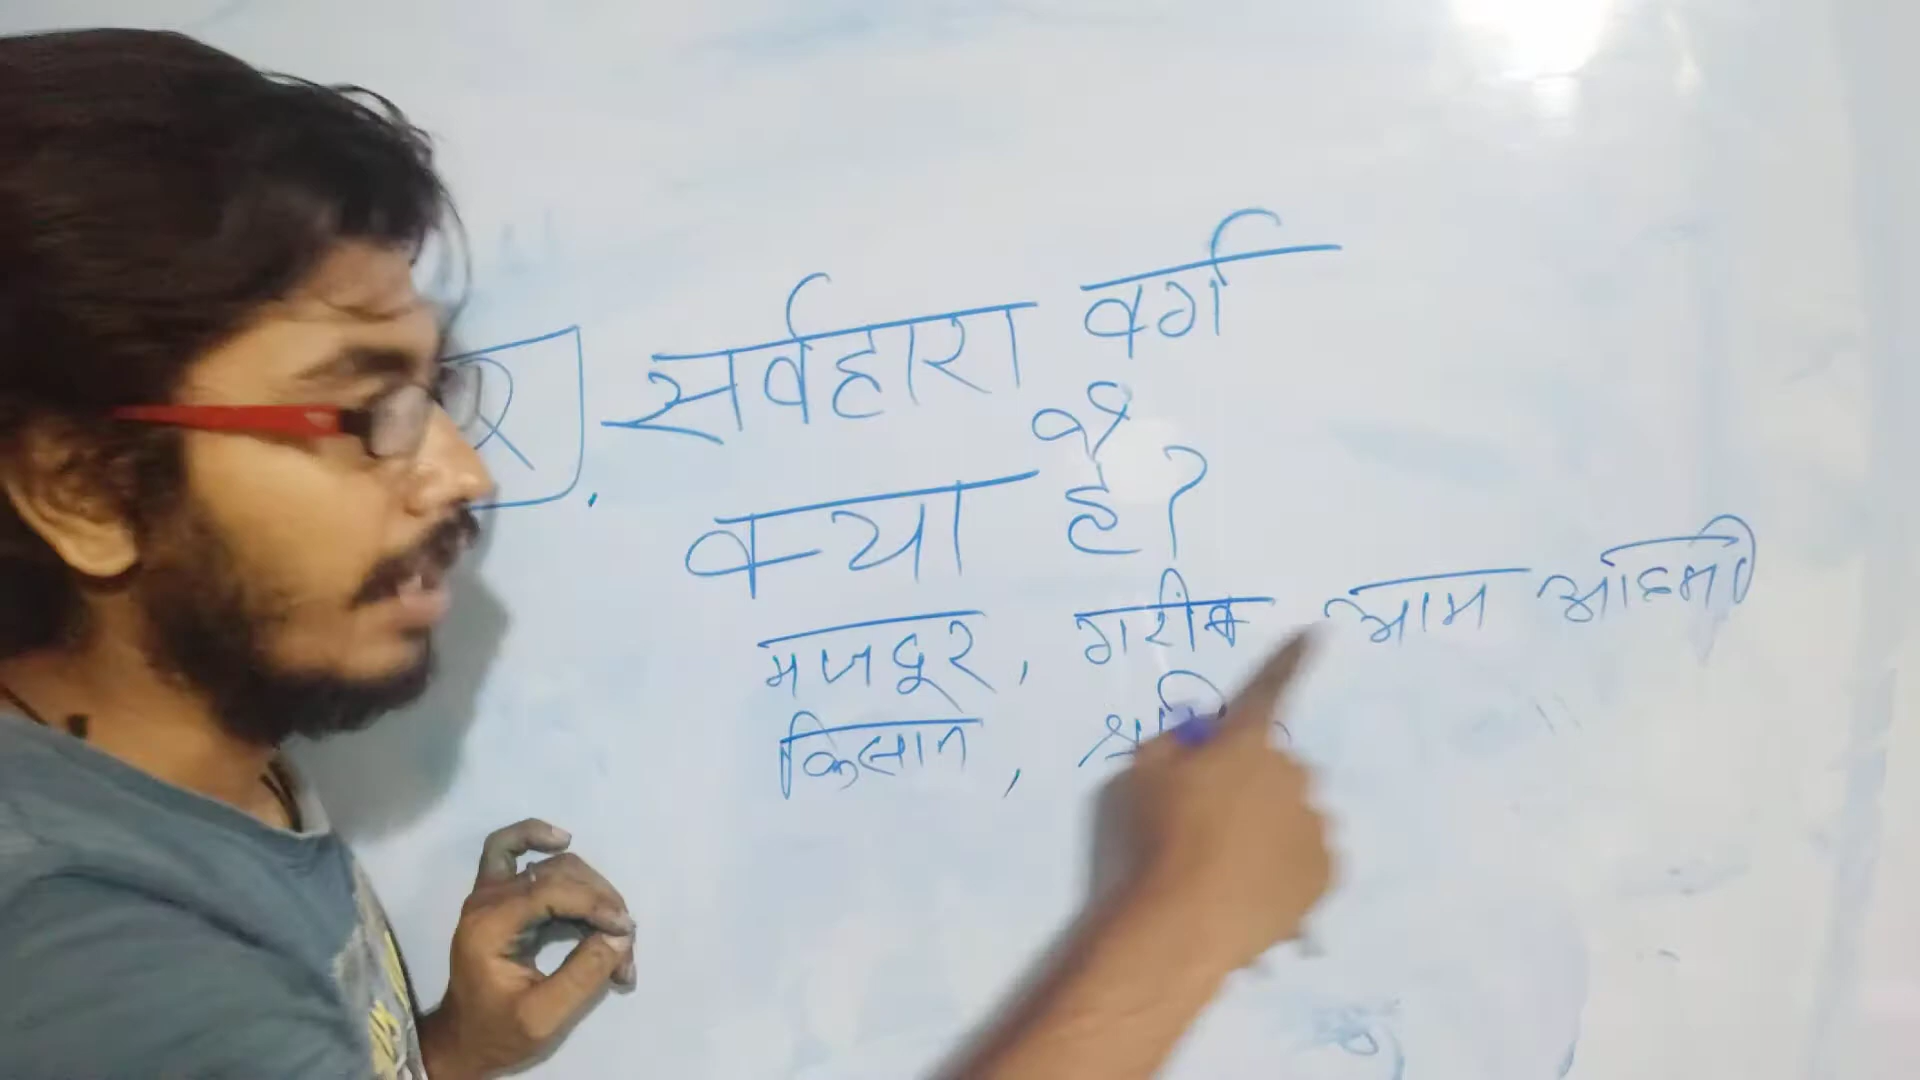 सर्वहारा वर्ग
क्या है?
मजदूर, गरीब आम आदमी
किसान,